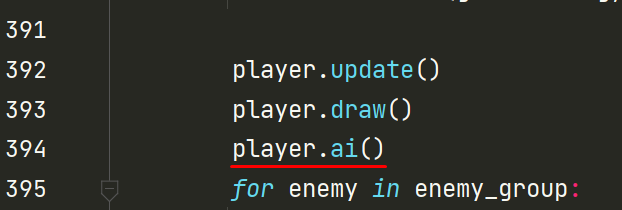 391
392 player.update()
393 player.draw()
394 player.ai()
395 for enemy in enemy_group: